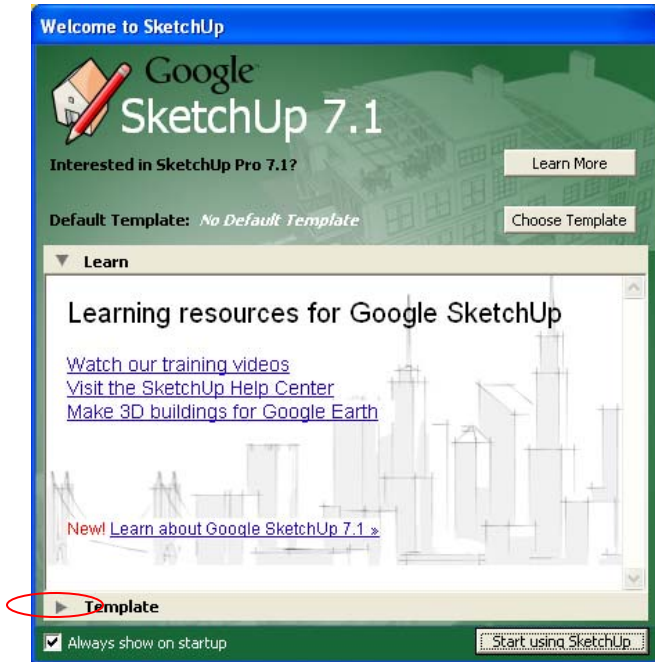 Welcome to SketchUp
Google
SketchUp 7.1
Interested in SketchUp Pro 7.1?
Learn More
Default Template: No Default Template
Choose Template
Learn
Learning resources for Google SketchUp
Watch our training videos
Visit the SketchUp Help Center
Make 3D buildings for Google Earth
New! Learn about Google SketchUp 7.1 »
Template
Always show on startup
Start using SketchUp